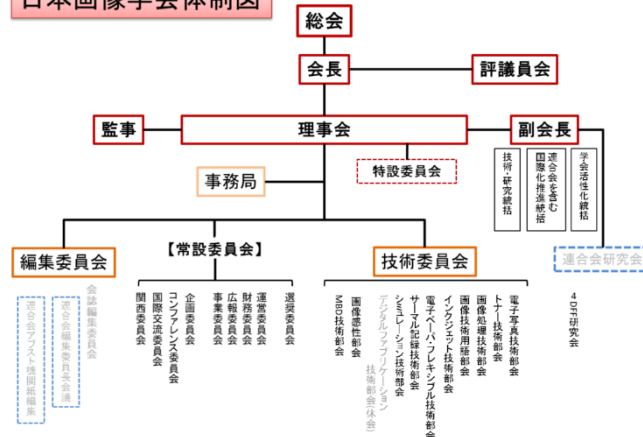 日本画像学会体制図
総会
会長
評議員会
監事
理事会
副会長
特設委員会
技術・研究統括
連合会を含む
国際化推進統括
学会活性化統括
事務局
編集委員会
【常設委員会】
技術委員会
連合会研究会
連合会アブスト機関紙編集
連合会編集委員長会議
会誌編集委員会
関西委員会
国際交流委員会
コンファレンス委員会
企画委員会
事業委員会
広報委員会
財務委員会
運営委員会
選奨委員会
MBD技術部会
画像感性部会
デジタルファブリケーション
技術部会(休会)
シミュレーション技術部会
サーマル記録技術部会
電子ペーパ・フレキシブル技術部会
インクジェット技術部会
画像技術用語部会
画像処理技術部会
トナー技術部会
電子写真技術部会
4DFF研究会